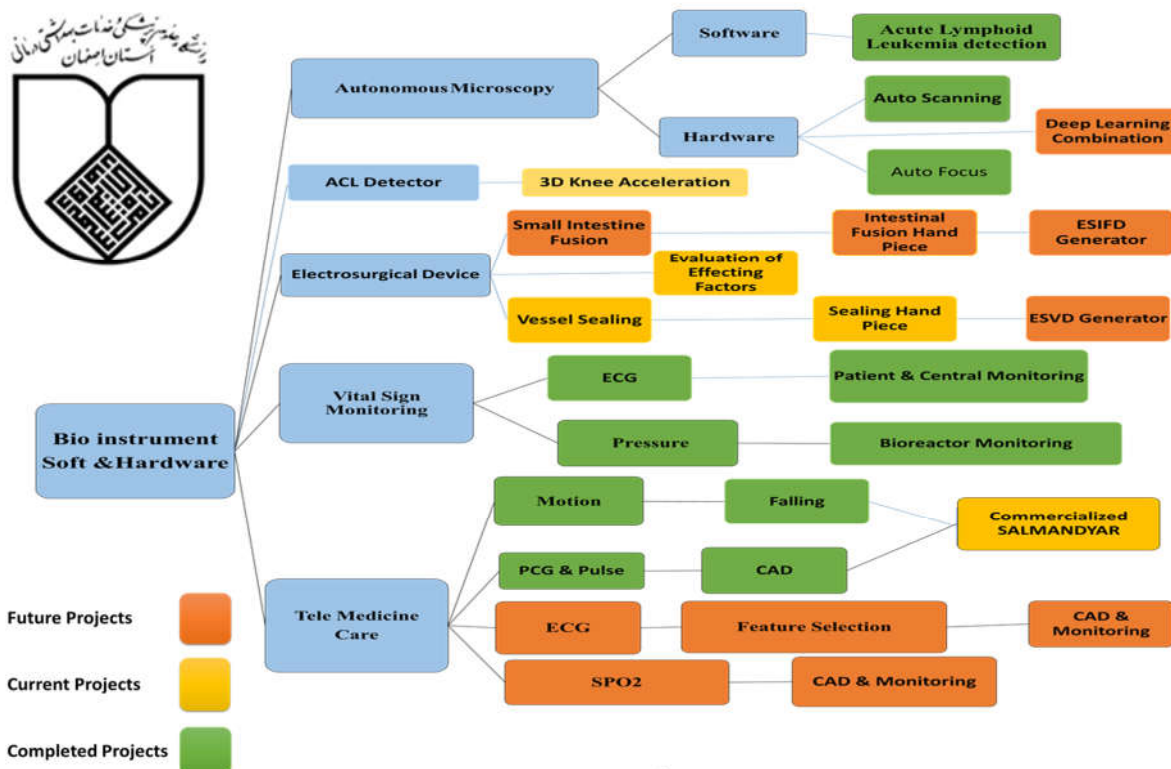 دانشگاه علوم پزشکی و خدمات بهداشتی درمانی
استان اصفهان
Software
Acute Lymphoid
Leukemia detection
Autonomous Microscopy
Auto Scanning
Hardware
Deep Learning
Combination
Auto Focus
ACL Detector
3D Knee Acceleration
Small Intestine
Fusion
Intestinal
Fusion Hand
Piece
ESIFD
Generator
Electrosurgical Device
Evaluation of
Effecting
Factors
Vessel Sealing
Sealing Hand
Piece
ESVD Generator
Vital Sign
Monitoring
ECG
Patient & Central Monitoring
Pressure
Bioreactor Monitoring
Bio instrument
Soft &Hardware
Motion
Falling
Commercialized
SALMANDYAR
PCG & Pulse
CAD
Tele Medicine
Care
ECG
Feature Selection
CAD &
Monitoring
SPO2
CAD & Monitoring
Future Projects
Current Projects
Completed Projects